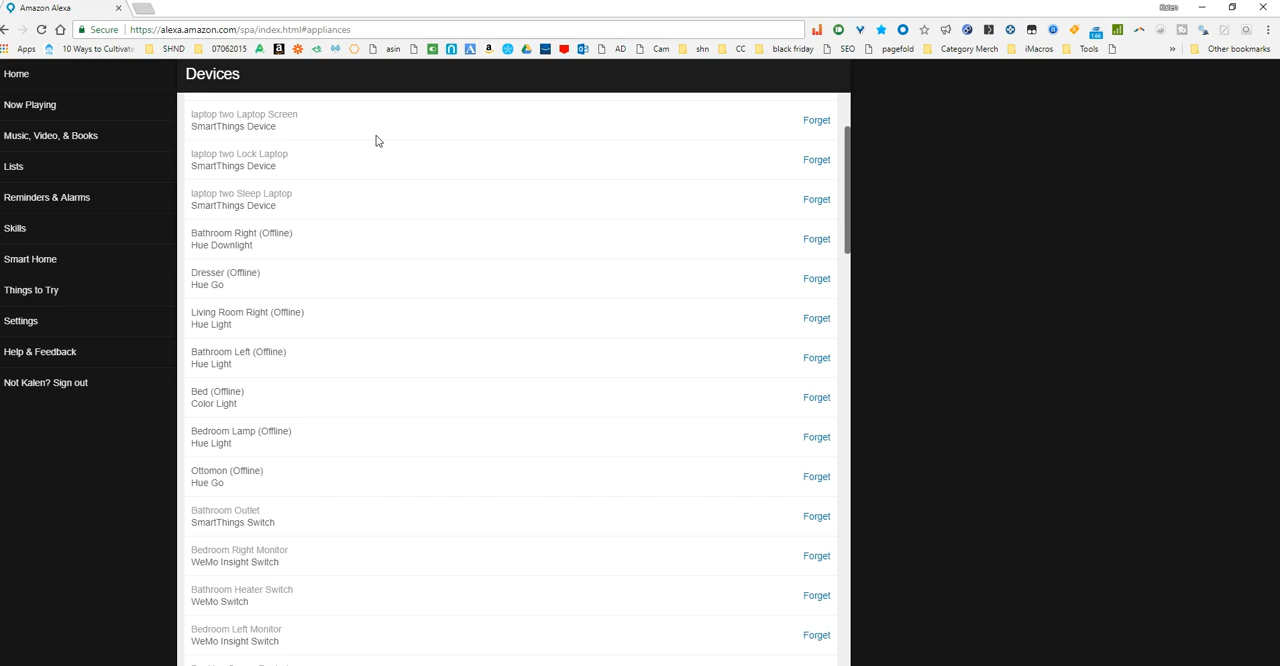 Amazon Alexa
Kalen
Secure https://alexa.amazon.com/spa/index.html#appliances
1.66
Apps 10 Ways to Cultivate SHND 07062015 asin AD Cam shn CC black friday SEO pagefold Category Merch iMacros Tools » Other bookmarks
Home
Now Playing
Music, Video, & Books
Lists
Reminders & Alarms
Skills
Smart Home
Things to Try
Settings
Help & Feedback
Not Kalen? Sign out
Devices
laptop two Laptop Screen
SmartThings Device
Forget
laptop two Lock Laptop
SmartThings Device
Forget
laptop two Sleep Laptop
SmartThings Device
Forget
Bathroom Right (Offline)
Hue Downlight
Forget
Dresser (Offline)
Hue Go
Forget
Living Room Right (Offline)
Hue Light
Forget
Bathroom Left (Offline)
Hue Light
Forget
Bed (Offline)
Color Light
Forget
Bedroom Lamp (Offline)
Hue Light
Forget
Ottomon (Offline)
Hue Go
Forget
Bathroom Outlet
SmartThings Switch
Forget
Bedroom Right Monitor
WeMo Insight Switch
Forget
Bathroom Heater Switch
WeMo Switch
Forget
Bedroom Left Monitor
WeMo Insight Switch
Forget